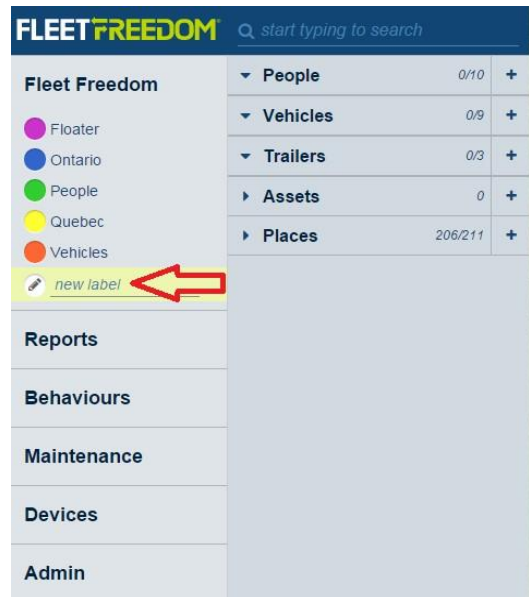 FLEETFREEDOM
start typing to search
Fleet Freedom
Floater
Ontario
People
Quebec
Vehicles
new label
Reports
Behaviours
Maintenance
Devices
Admin
People 0/10 +
Vehicles 0/9 +
Trailers 0/3 +
Assets 0 +
Places 206/211 +